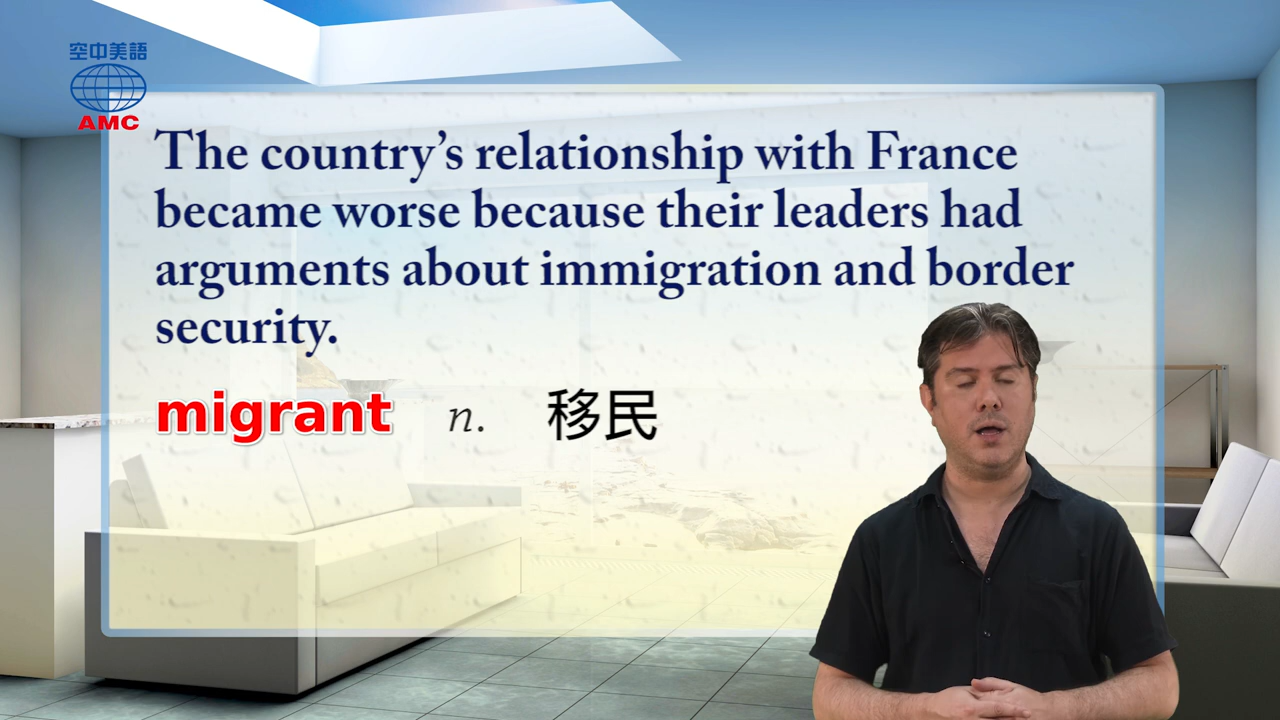 空中美語
AMC
The country’s relationship with France
became worse because their leaders had
arguments about immigration and border
security.
migrant n. 移民